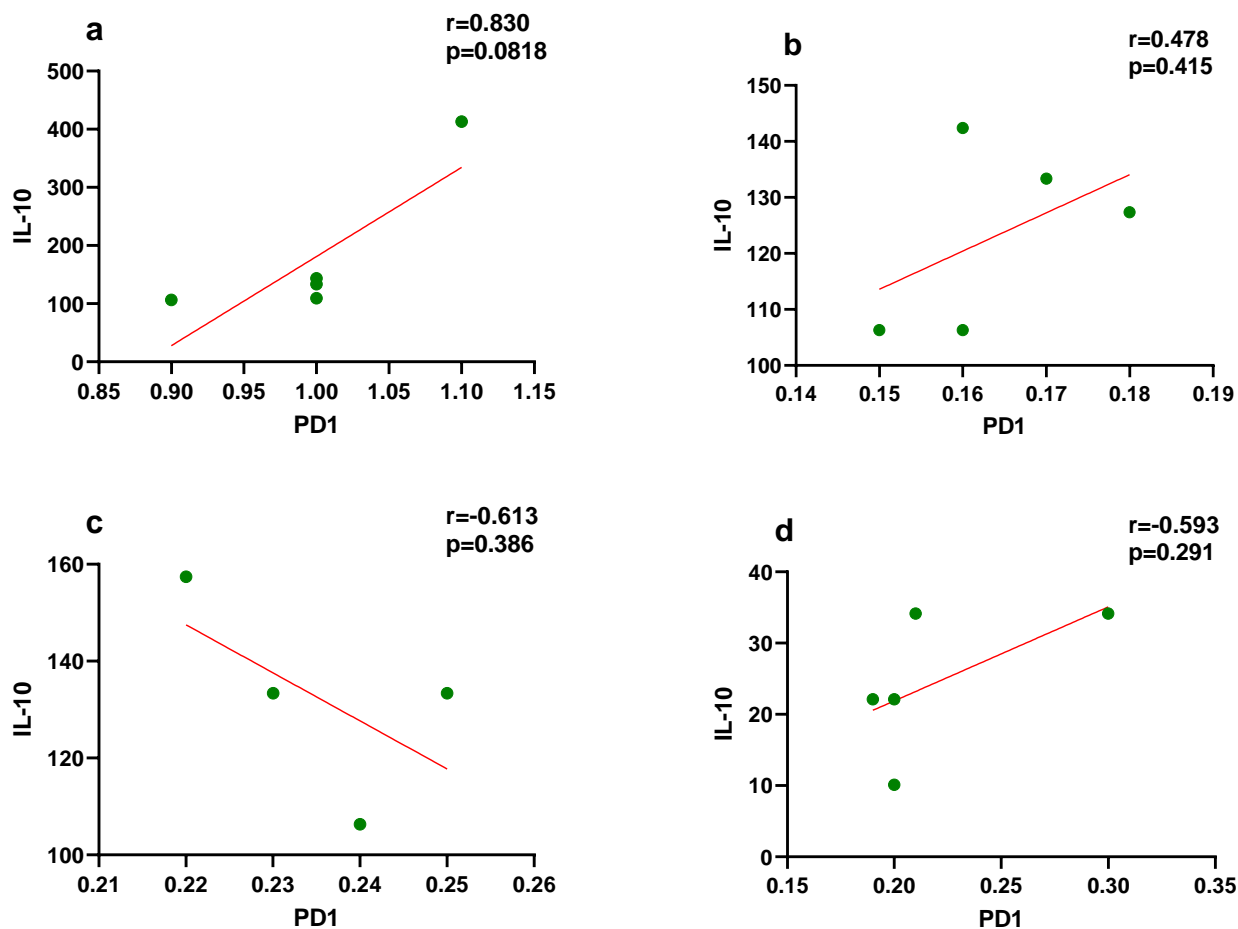 a
r=0.830
p=0.0818
500
400
300
200
100
0
IL-10
0.85 0.90 0.95 1.00 1.05 1.10 1.15
PD1
b
r=0.478
p=0.415
150
140
130
120
110
100
IL-10
0.14 0.15 0.16 0.17 0.18 0.19
PD1
c
r=-0.613
p=0.386
160
140
120
100
IL-10
0.21 0.22 0.23 0.24 0.25 0.26
PD1
d
r=-0.593
p=0.291
40
30
20
10
0
IL-10
0.15 0.20 0.25 0.30 0.35
PD1